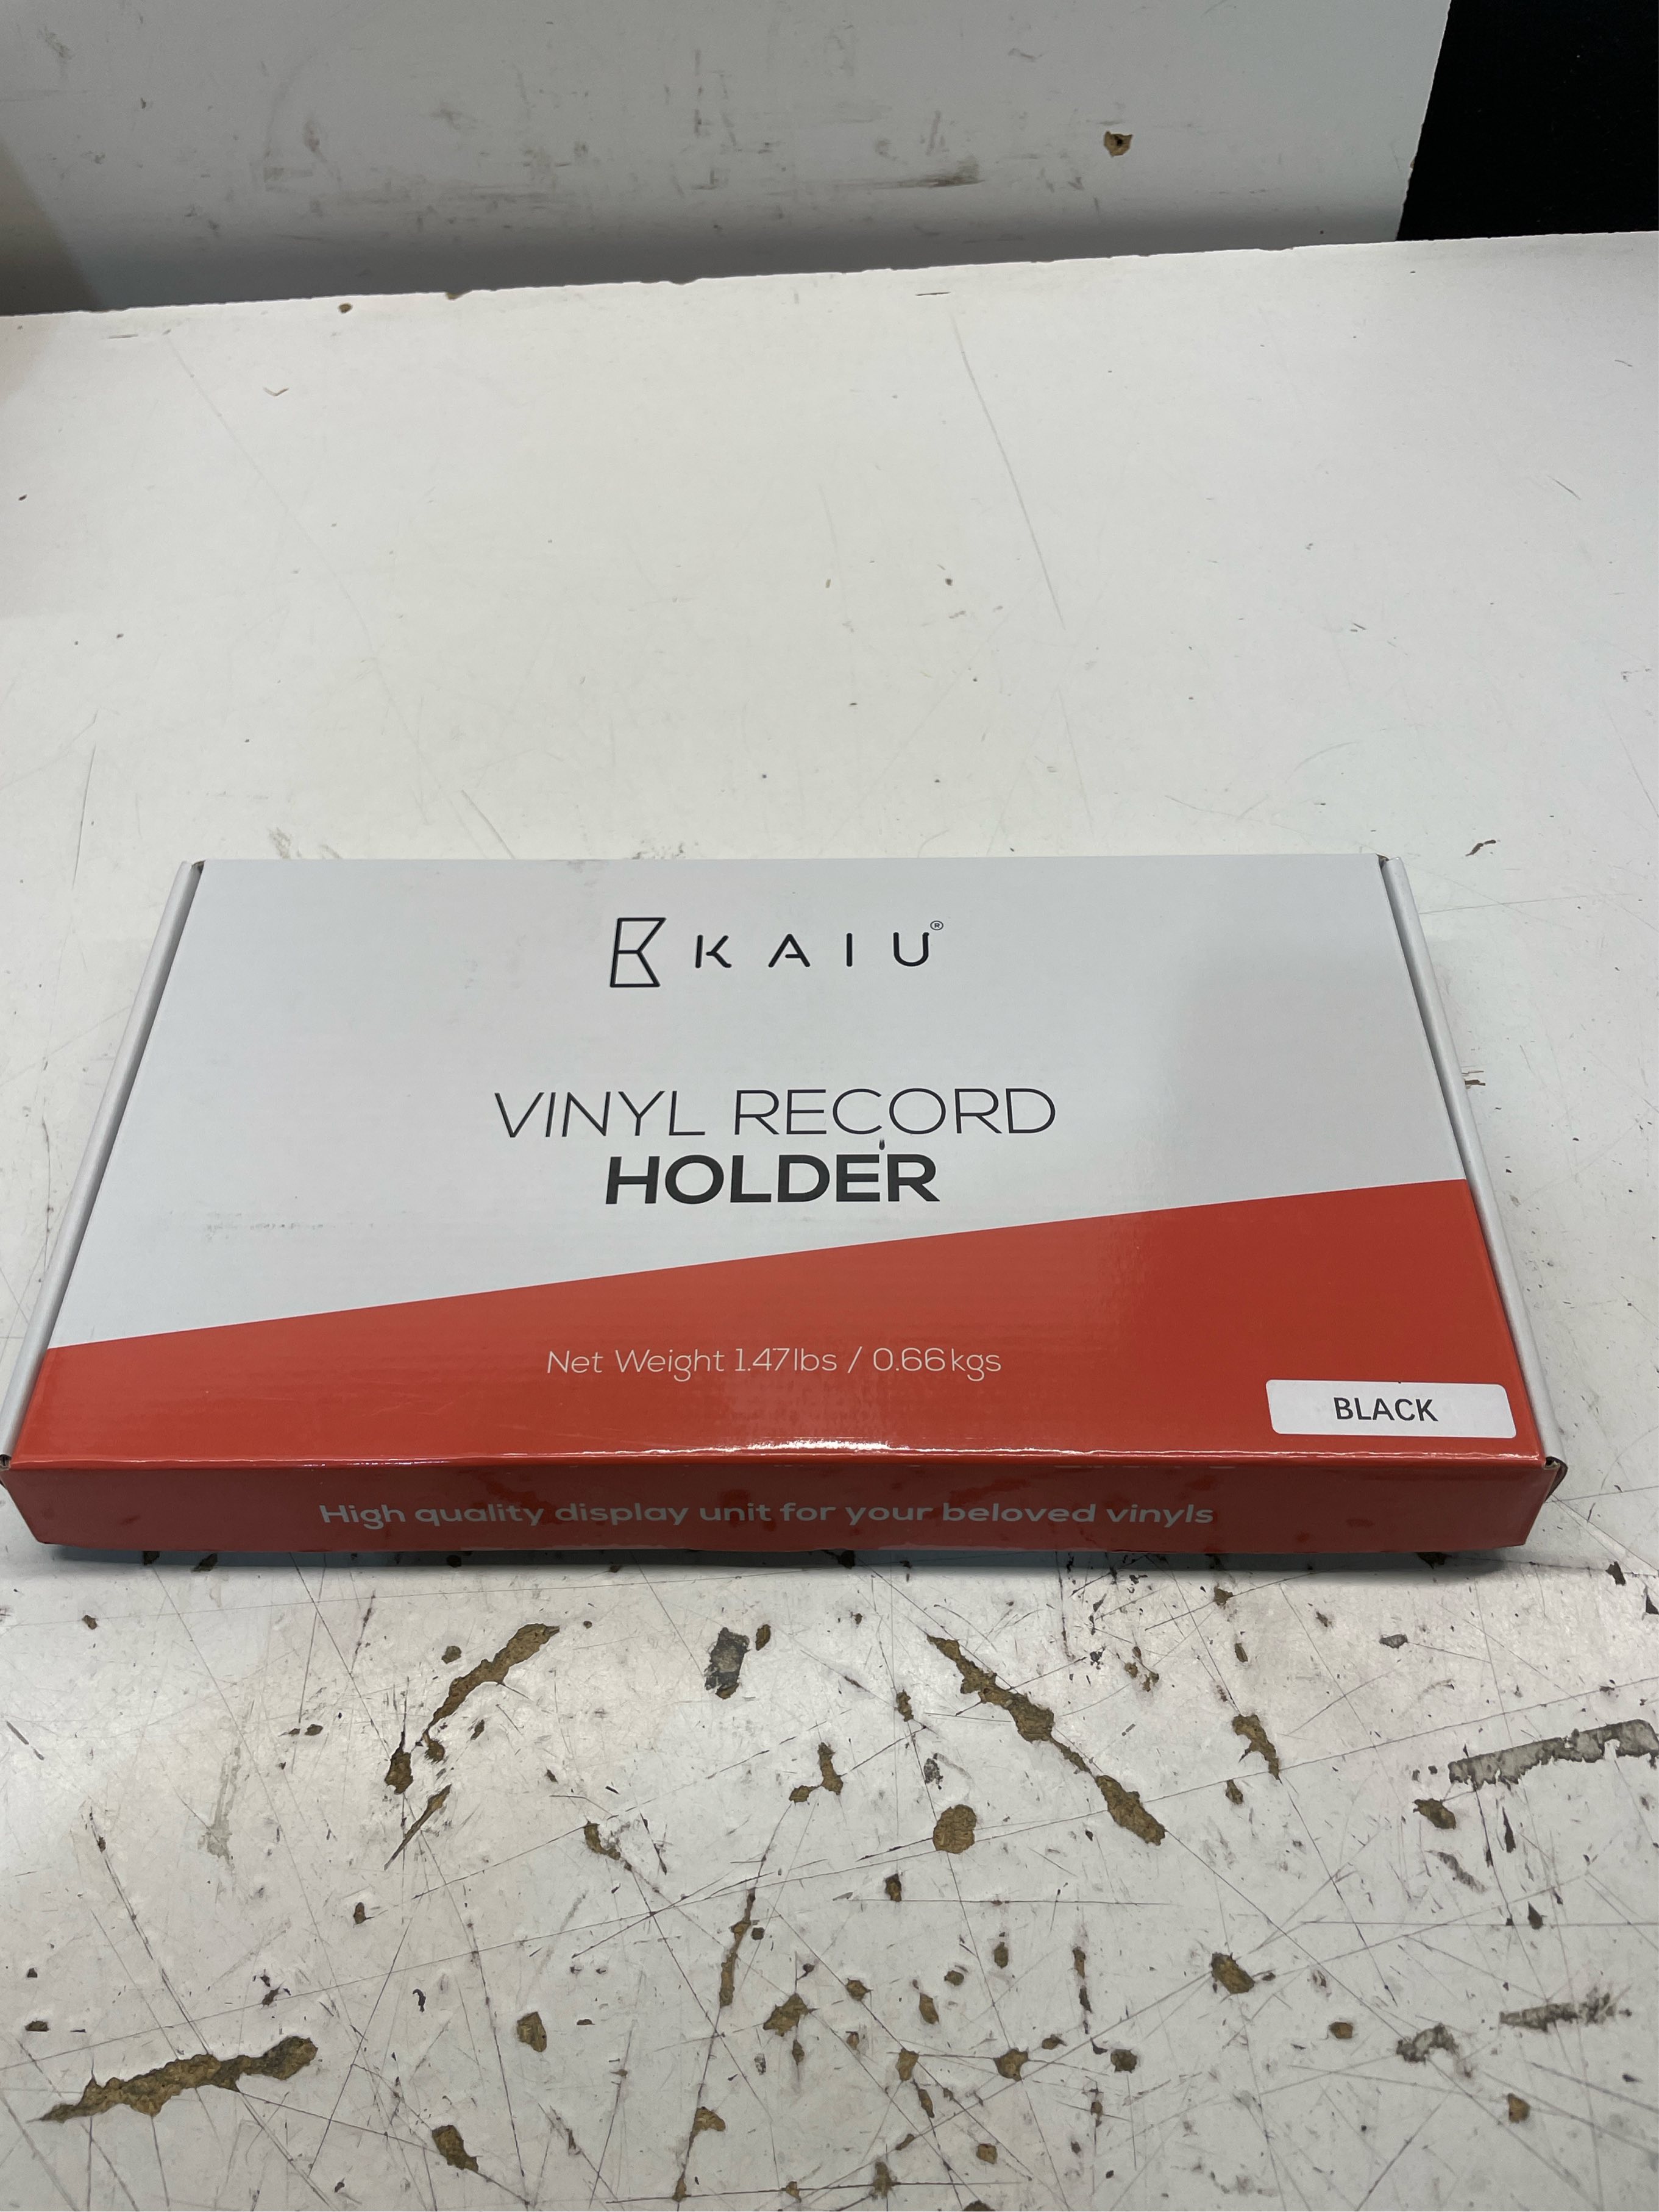 KAIU®
VINYL RECORD
HOLDER
Net Weight 1.47lbs / 0.66kgs
BLACK
High quality display unit for your beloved vinyls